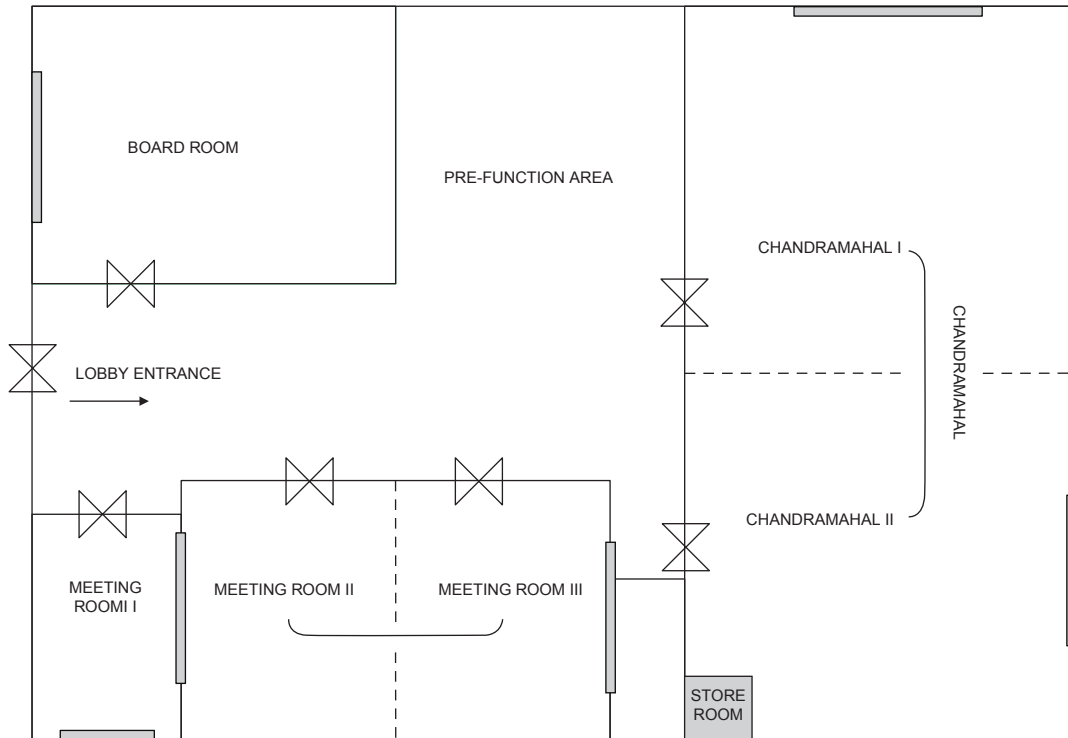 BOARD ROOM
PRE-FUNCTION AREA
CHANDRAMAHAL I
CHANDRAMAHAL
LOBBY ENTRANCE
CHANDRAMAHAL II
MEETING
ROOMI I
MEETING ROOM II
MEETING ROOM III
STORE
ROOM